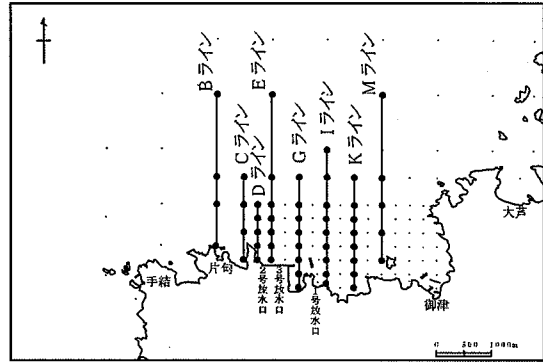 Bライン
Cライン
Dライン
Eライン
Gライン
Iライン
Kライン
Mライン
大芦
手結
片句
2号放水口
3号放水口
1号放水口
御津
0 500 1000m